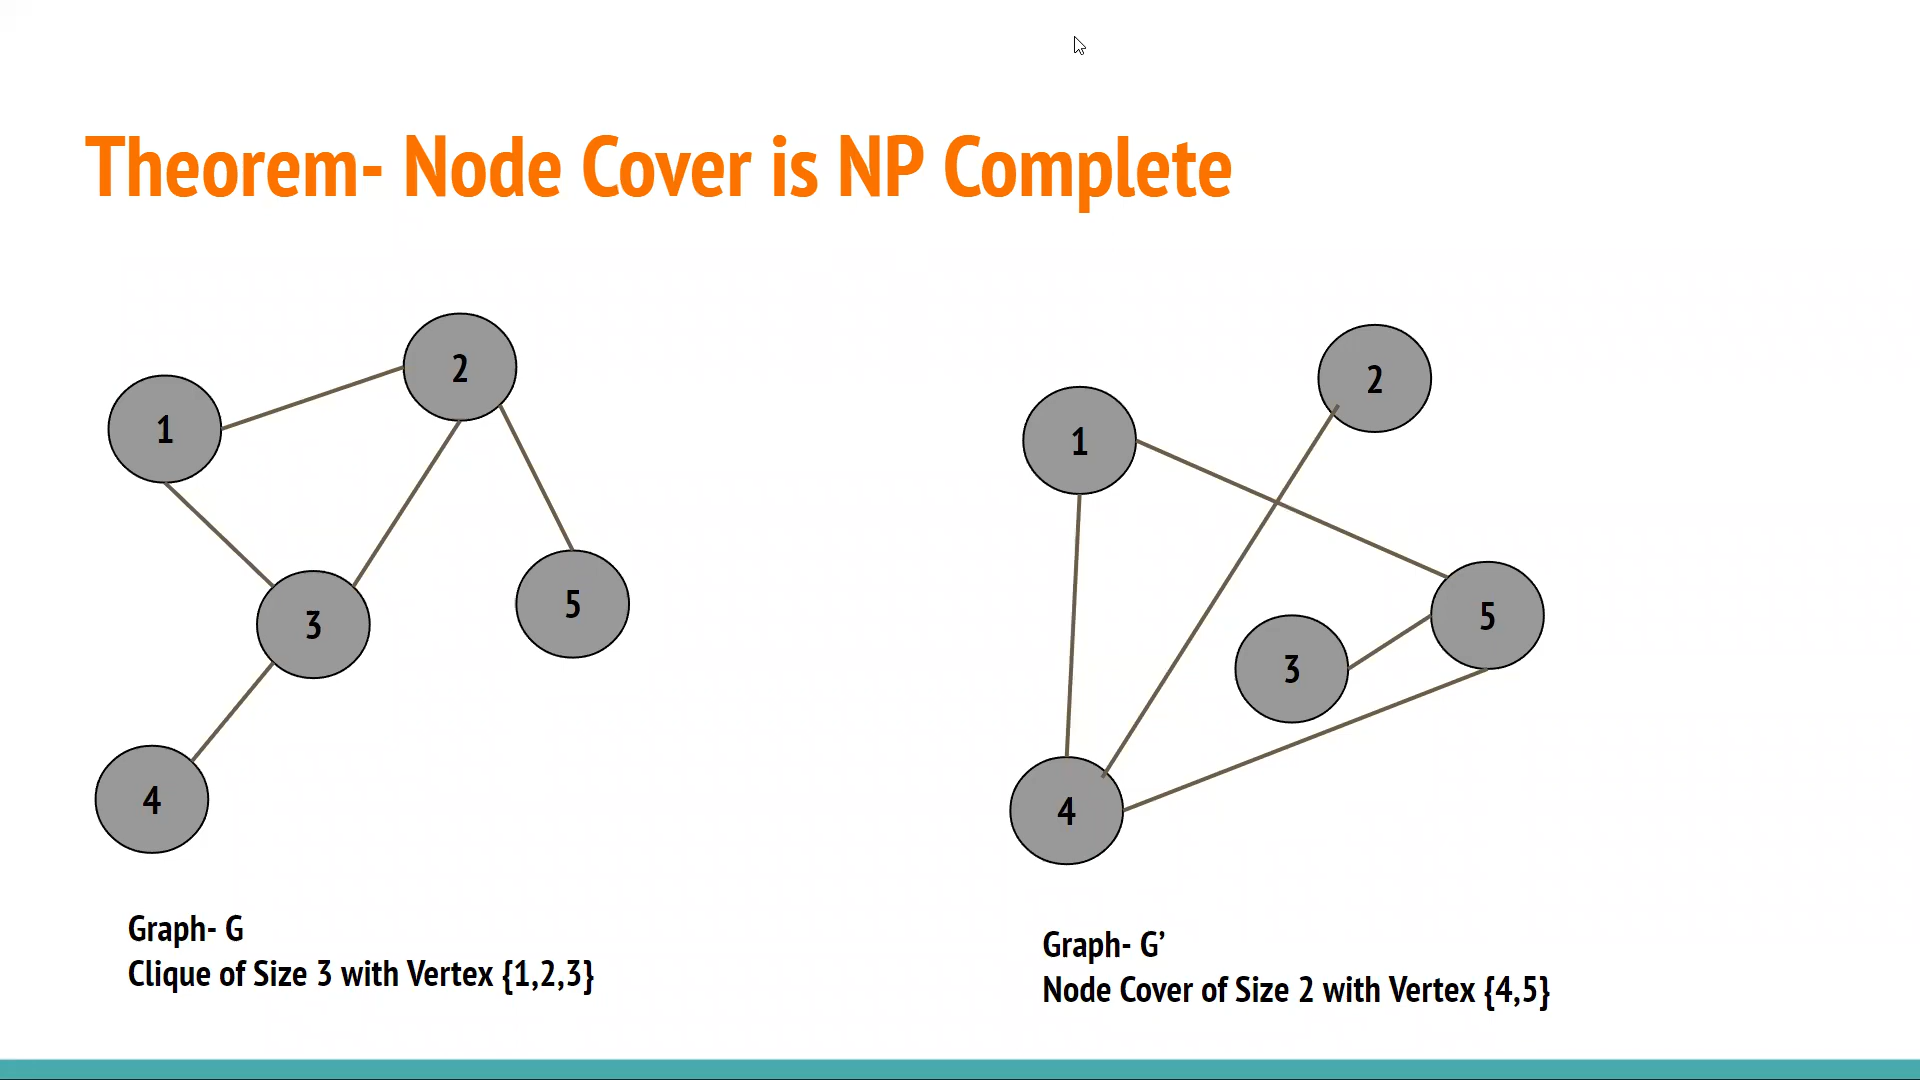 Theorem- Node Cover is NP Complete
2
1
3
5
4
Graph- G
Clique of Size 3 with Vertex {1,2,3}
2
1
5
3
4
Graph- G’
Node Cover of Size 2 with Vertex {4,5}